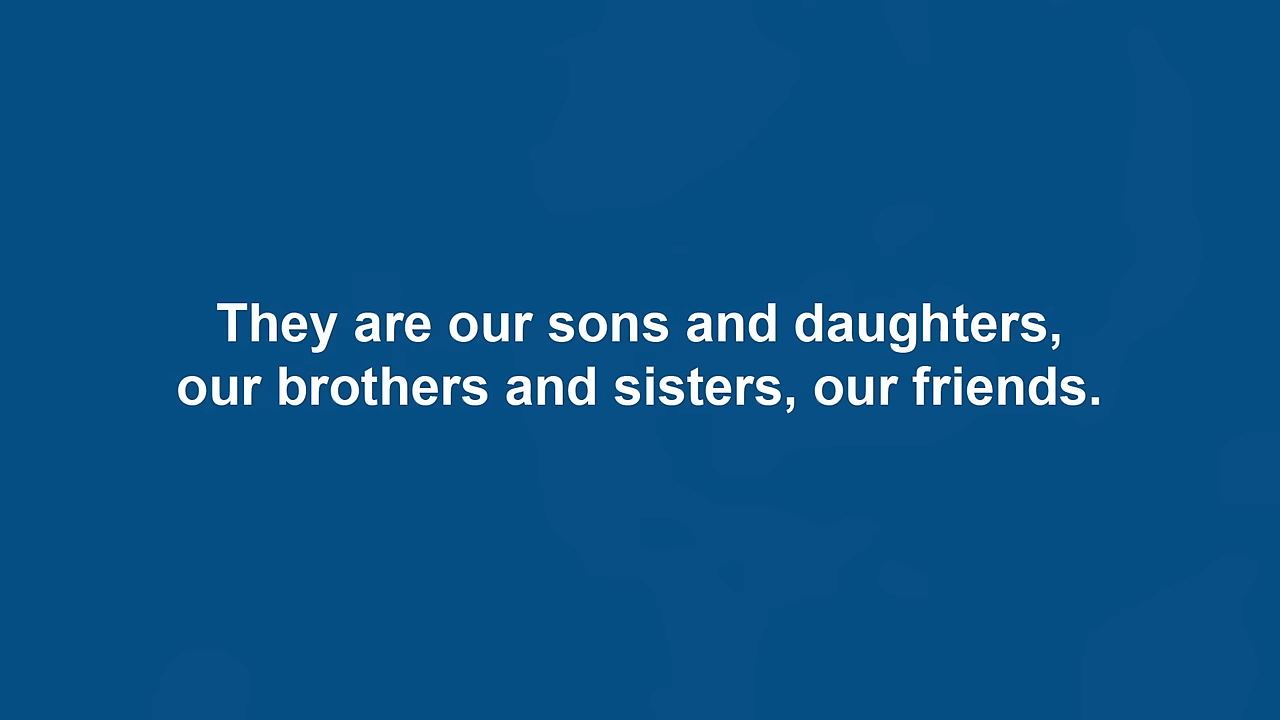 They are our sons and daughters,
our brothers and sisters, our friends.